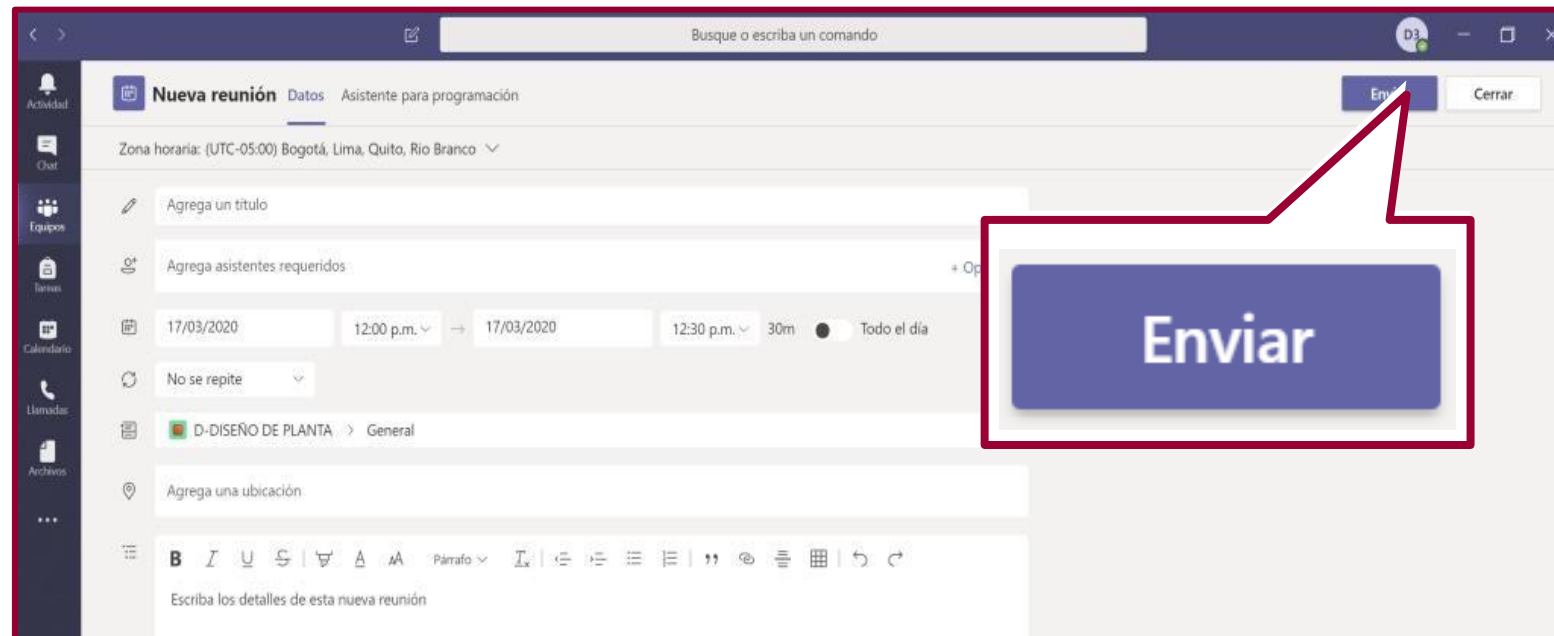 Busque o escriba un comando
D3
Actividad
Nueva reunión Datos Asistente para programación
Cerrar
Chat
Zona horaria: (UTC-05:00) Bogotá, Lima, Quito, Rio Branco
Equipos
Agrega un título
Tareas
Agrega asistentes requeridos
Calendario
17/03/2020 12:00 p.m. → 17/03/2020 12:30 p.m. 30m Todo el día
Enviar
Llamadas
No se repite
D-DISEÑO DE PLANTA > General
Archivos
Agrega una ubicación
B I U S A AA Párrafo Tx
Escriba los detalles de esta nueva reunión